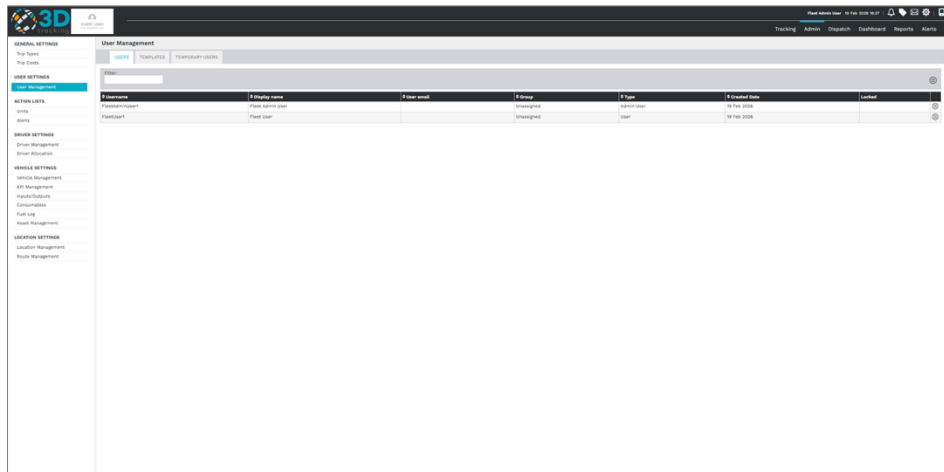 3D
tracking
CLIENT LOGO
Fleet Admin User 19 Feb 2026 16:27
Tracking Admin Dispatch Dashboard Reports Alerts
GENERAL SETTINGS
Trip Types
Trip Costs
USER SETTINGS
User Management
ACTION LISTS
Units
Alerts
DRIVER SETTINGS
Driver Management
Driver Allocation
VEHICLE SETTINGS
Vehicle Management
KPI Management
Inputs/Outputs
Consumables
Fuel Log
Asset Management
LOCATION SETTINGS
Location Management
Route Management
User Management
USERS TEMPLATES TEMPORARY USERS
Filter:
Username Display name User email Group Type Created Date Locked
FleetAdminUser1 Fleet Admin User Unassigned Admin User 19 Feb 2026
FleetUser1 Fleet User Unassigned User 19 Feb 2026